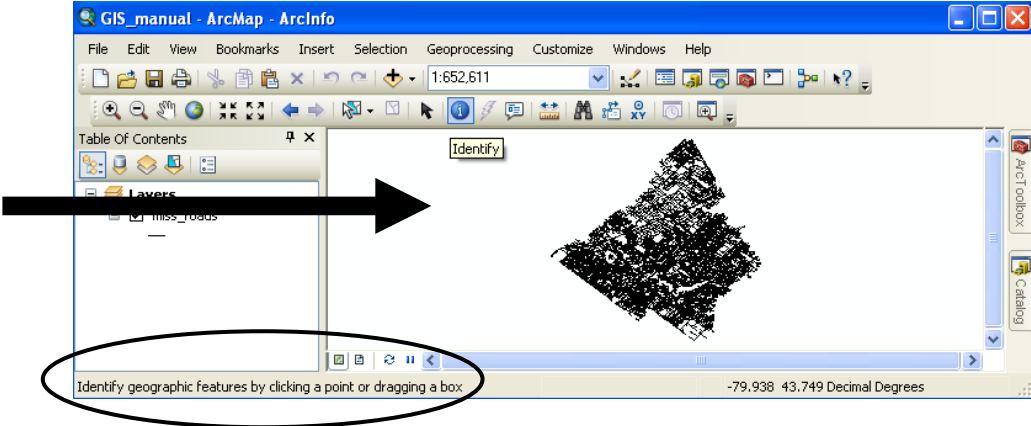 GIS_manual - ArcMap - ArcInfo
File Edit View Bookmarks Insert Selection Geoprocessing Customize Windows Help
1:652,611
Table Of Contents
Identify
Layers
miss_roads
ArcToolbox
Catalog
Identify geographic features by clicking a point or dragging a box
-79.938 43.749 Decimal Degrees